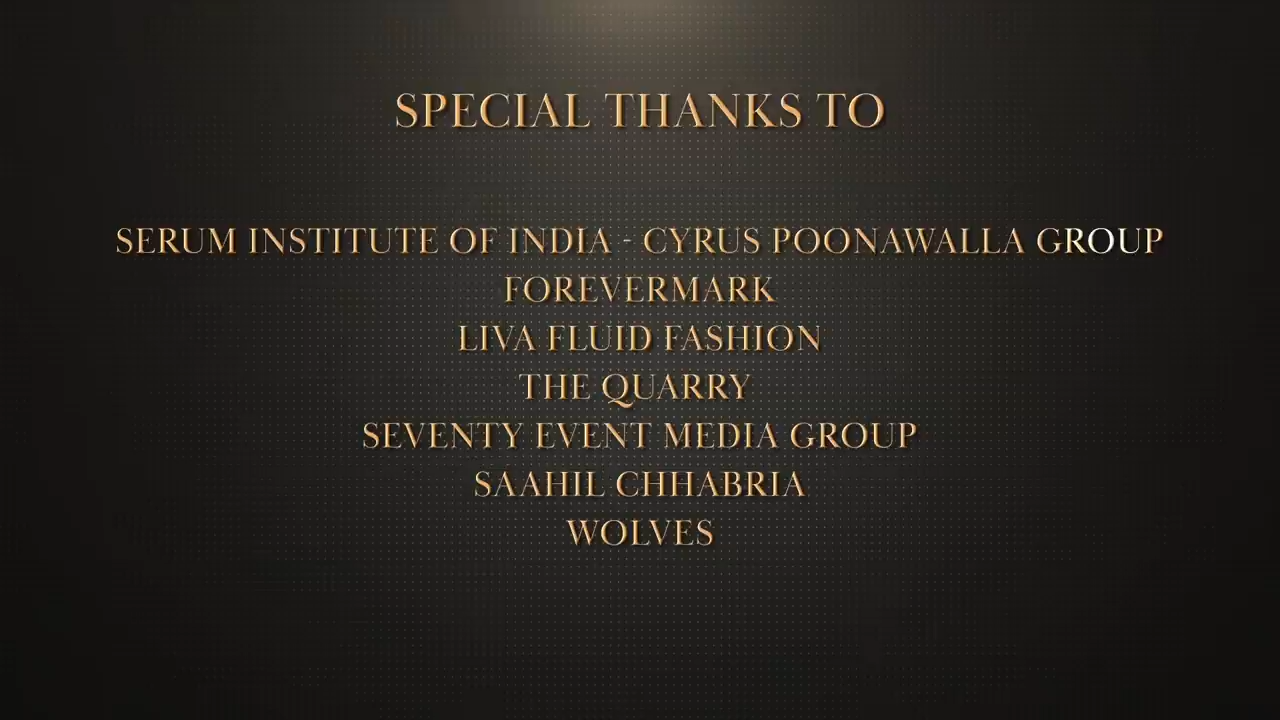 SPECIAL THANKS TO
SERUM INSTITUTE OF INDIA - CYRUS POONAWALLA GROUP
FOREVERMARK
LIVA FLUID FASHION
THE QUARRY
SEVENTY EVENT MEDIA GROUP
SAAHIL CHHABRIA
WOLVES